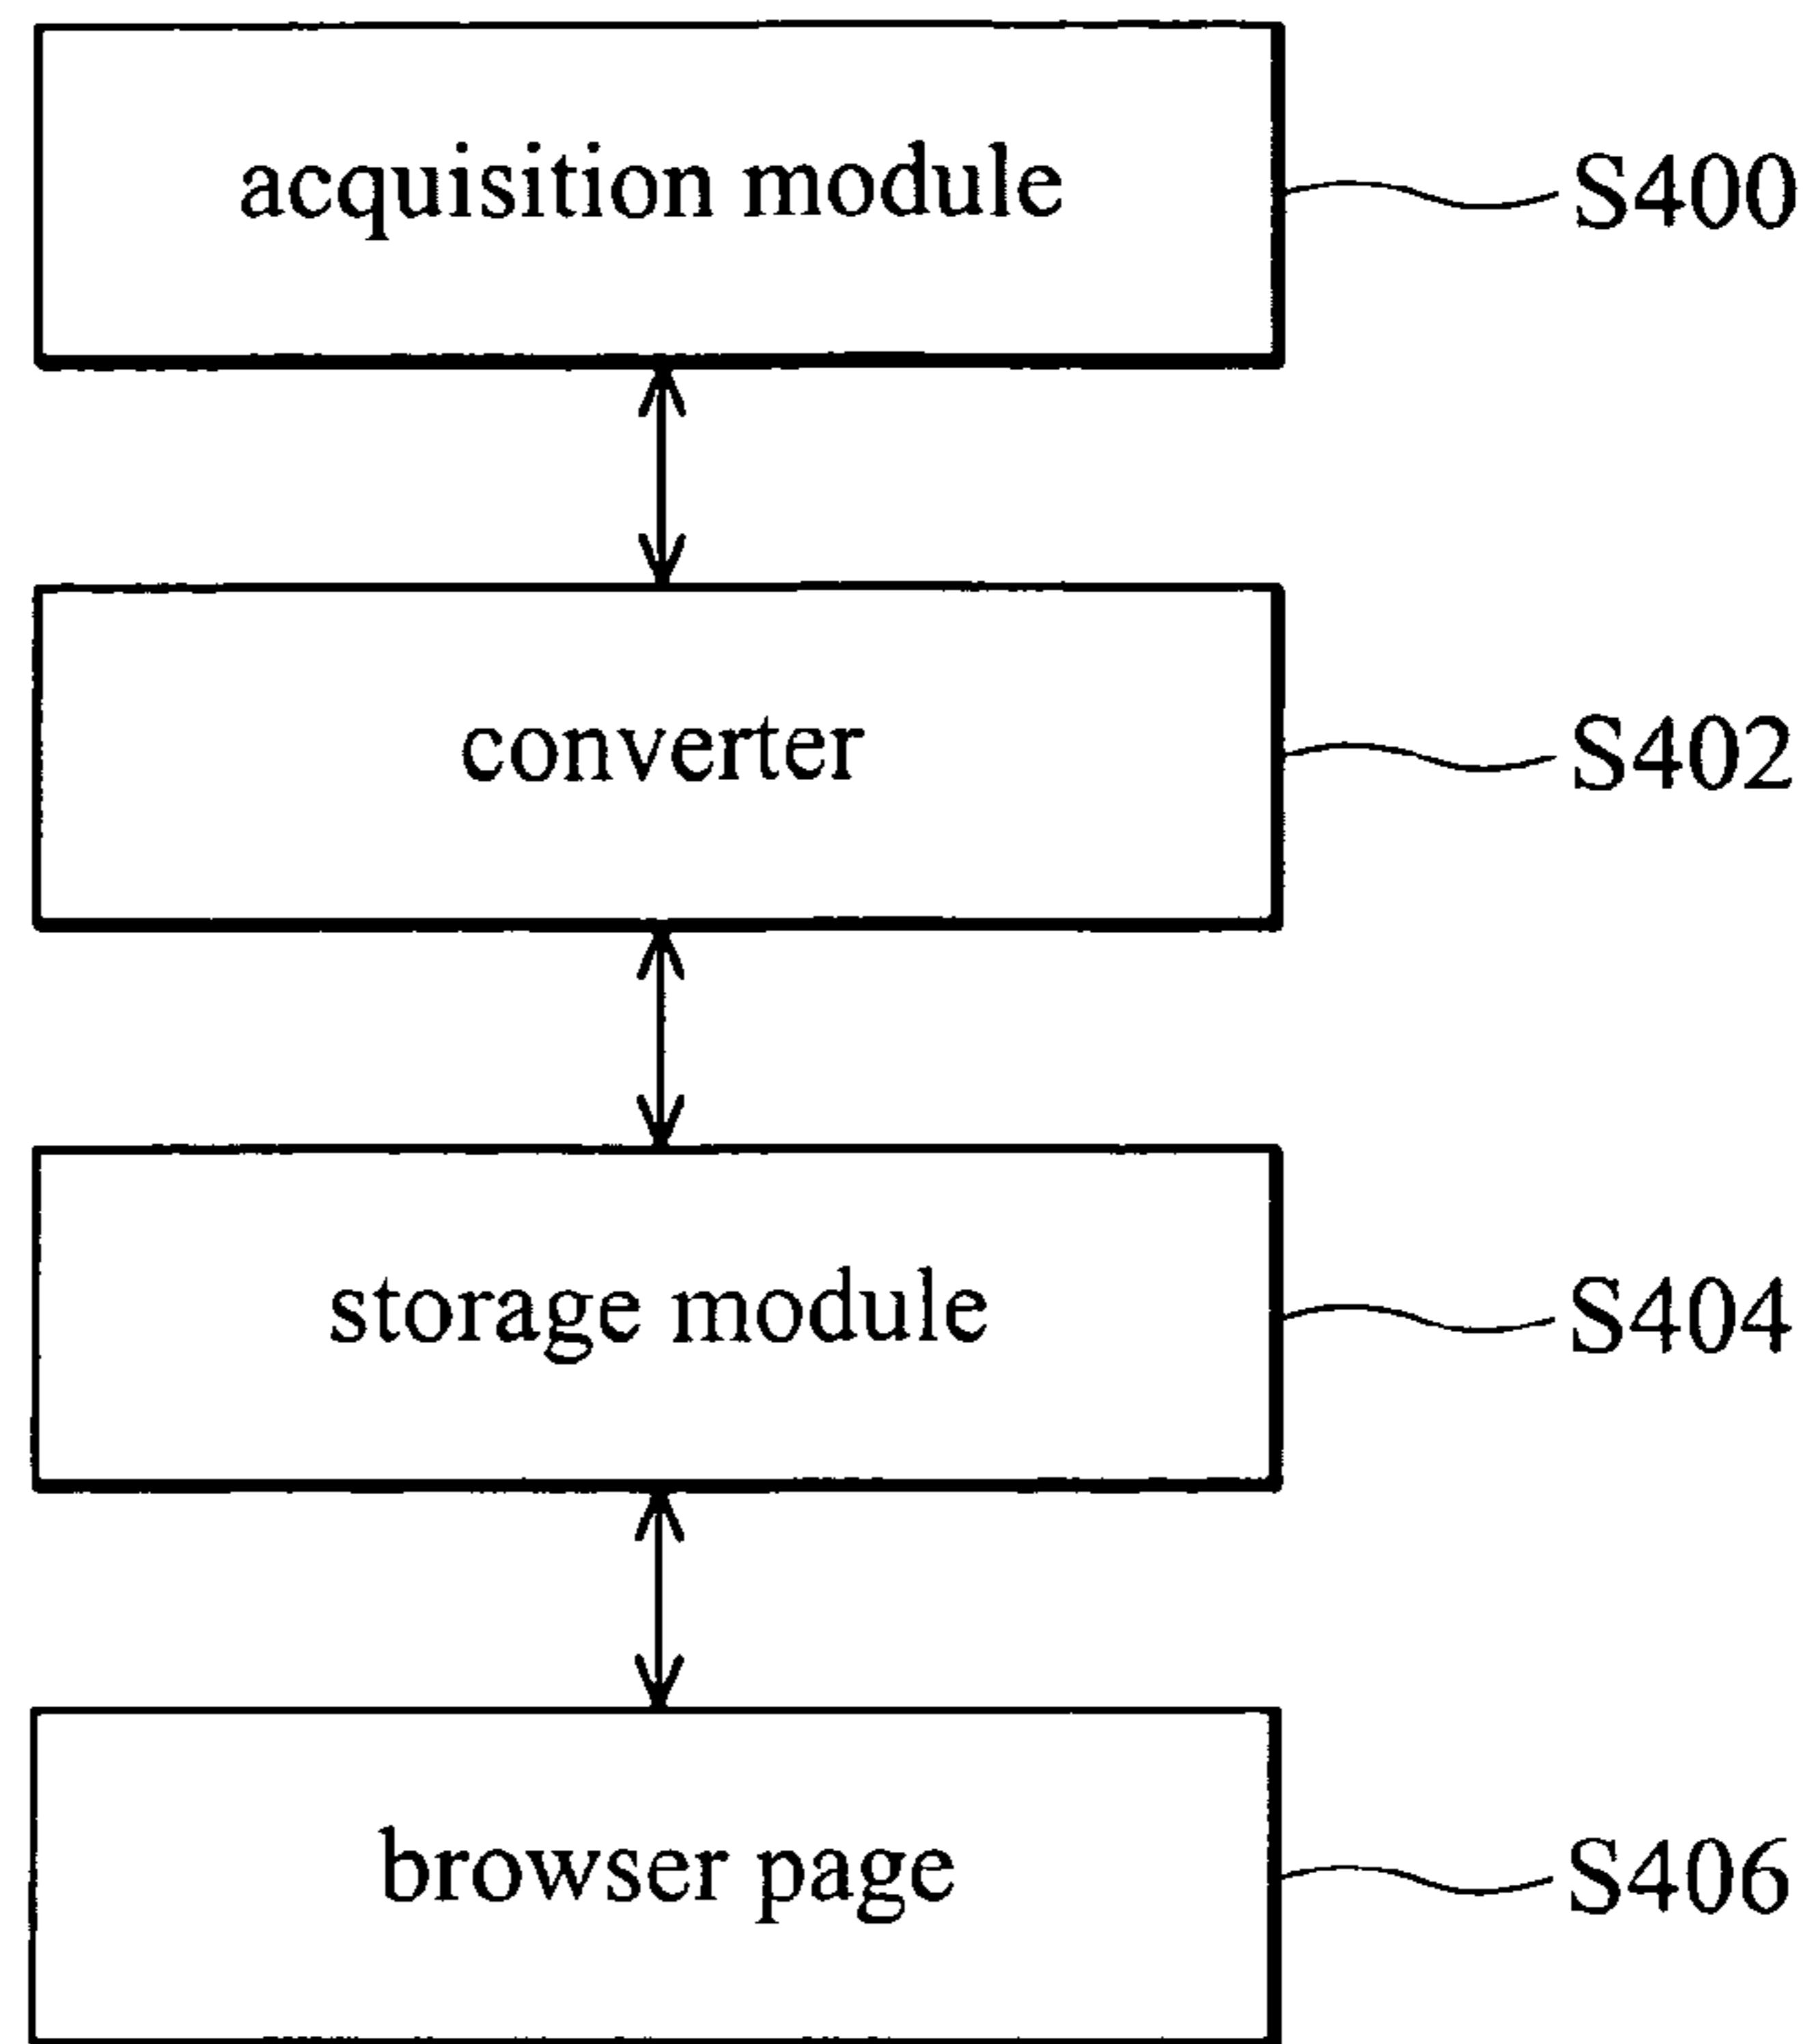 acquisition module S400
converter S402
storage module S404
browser page S406